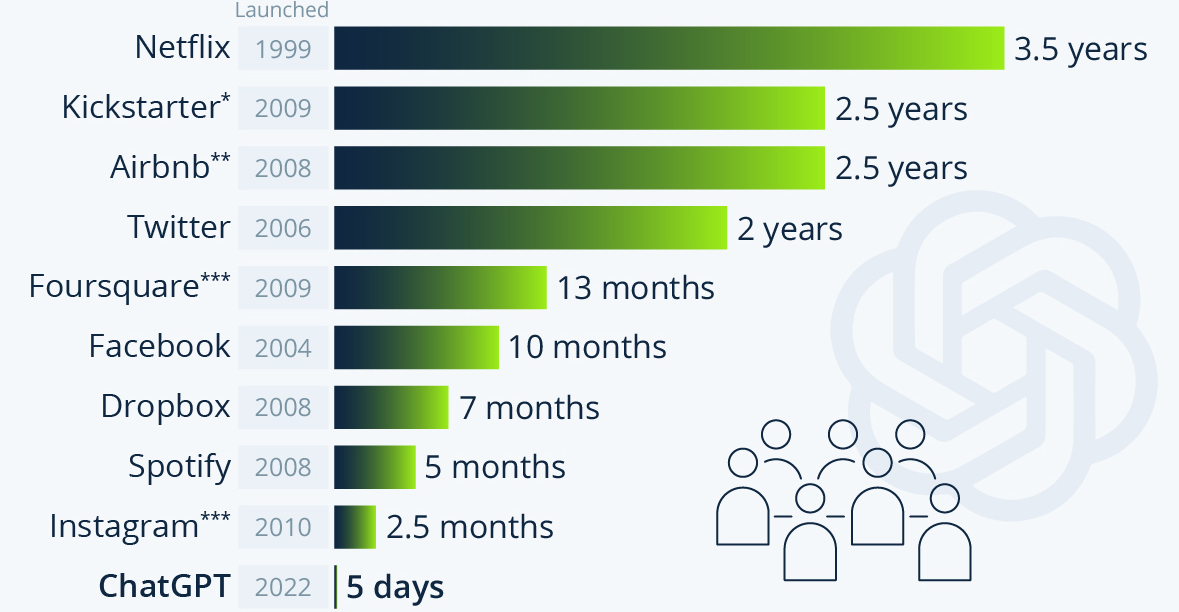 Launched
Netflix 1999 3.5 years
Kickstarter* 2009 2.5 years
Airbnb** 2008 2.5 years
Twitter 2006 2 years
Foursquare*** 2009 13 months
Facebook 2004 10 months
Dropbox 2008 7 months
Spotify 2008 5 months
Instagram*** 2010 2.5 months
ChatGPT 2022 5 days